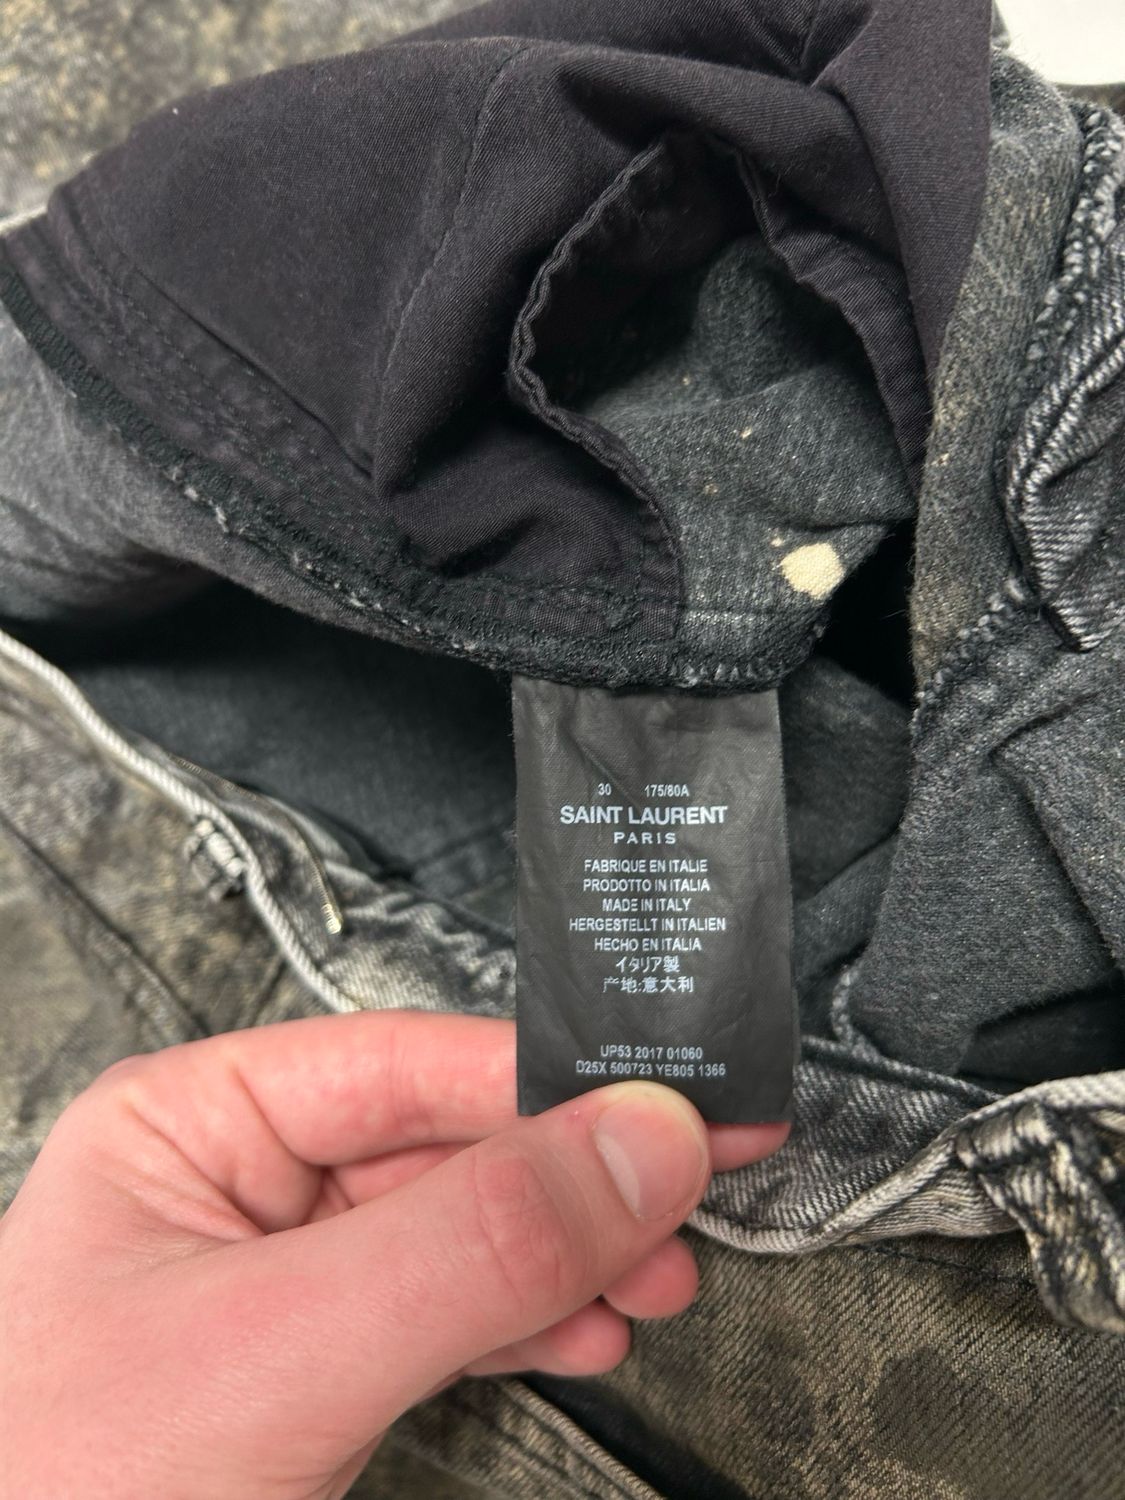 30 175/80A
SAINT LAURENT
PARIS
FABRIQUE EN ITALIE
PRODOTTO IN ITALIA
MADE IN ITALY
HERGESTELLT IN ITALIEN
HECHO EN ITALIA
イタリア製
产地:意大利
UP53 2017 01060
D25X 500723 YE805 1366